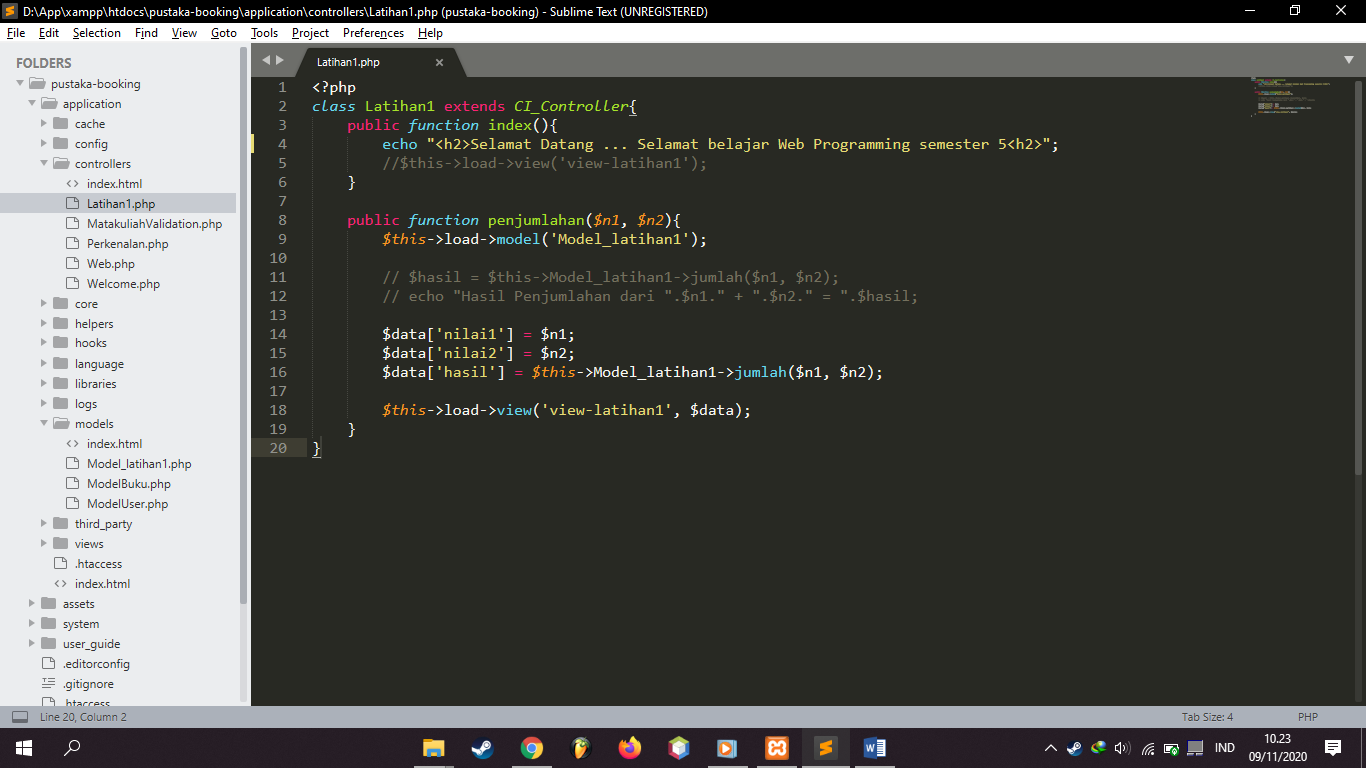 D:\App\xampp\htdocs\pustaka-booking\application\controllers\Latihan1.php (pustaka-booking) - Sublime Text (UNREGISTERED)
File Edit Selection Find View Goto Tools Project Preferences Help
FOLDERS
pustaka-booking
application
cache
config
controllers
index.html
Latihan1.php
MatakuliahValidation.php
Perkenalan.php
Web.php
Welcome.php
core
helpers
hooks
language
libraries
logs
models
index.html
Model_latihan1.php
ModelBuku.php
ModelUser.php
third_party
views
.htaccess
index.html
assets
system
user_guide
.editorconfig
.gitignore
.htaccess
Latihan1.php
1 <?php
2 class Latihan1 extends CI_Controller{
3     public function index(){
4         echo "<h2>Selamat Datang ... Selamat belajar Web Programming semester 5<h2>";
5         //$this->load->view('view-latihan1');
6     }
7
8     public function penjumlahan($n1, $n2){
9         $this->load->model('Model_latihan1');
10
11         // $hasil = $this->Model_latihan1->jumlah($n1, $n2);
12         // echo "Hasil Penjumlahan dari ".$n1." + ".$n2." = ".$hasil;
13
14         $data['nilai1'] = $n1;
15         $data['nilai2'] = $n2;
16         $data['hasil'] = $this->Model_latihan1->jumlah($n1, $n2);
17
18         $this->load->view('view-latihan1', $data);
19     }
20 }
Line 20, Column 2
Tab Size: 4
PHP
IND
10.23
09/11/2020